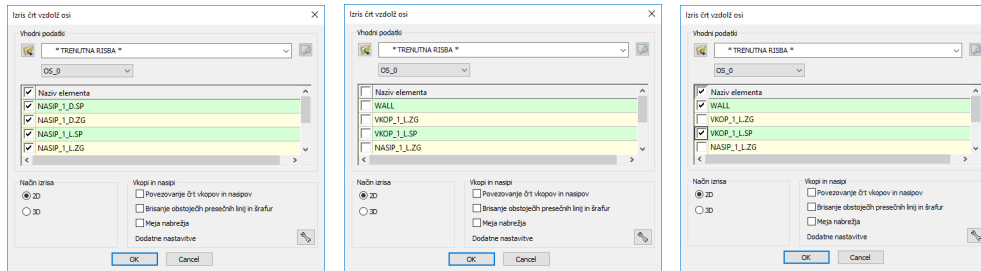 Izris črt vzdolž osi
Vhodni podatki
* TRENUTNA RISBA *
OS_0
Naziv elementa
NASIP_1_D.SP
NASIP_1_D.ZG
NASIP_1_L.SP
NASIP_1_L.ZG
Način izrisa
2D
3D
Vkopi in nasipi
Povezovanje črt vkopov in nasipov
Brisanje obstoječih presečnih linij in šrafur
Meja nabrežja
Dodatne nastavitve
OK Cancel
Izris črt vzdolž osi
Vhodni podatki
* TRENUTNA RISBA *
OS_0
Naziv elementa
WALL
VKOP_1_L.ZG
VKOP_1_L.SP
NASIP_1_L.ZG
Način izrisa
2D
3D
Vkopi in nasipi
Povezovanje črt vkopov in nasipov
Brisanje obstoječih presečnih linij in šrafur
Meja nabrežja
Dodatne nastavitve
OK Cancel
Izris črt vzdolž osi
Vhodni podatki
* TRENUTNA RISBA *
OS_0
Naziv elementa
WALL
VKOP_1_L.ZG
VKOP_1_L.SP
NASIP_1_L.ZG
Način izrisa
2D
3D
Vkopi in nasipi
Povezovanje črt vkopov in nasipov
Brisanje obstoječih presečnih linij in šrafur
Meja nabrežja
Dodatne nastavitve
OK Cancel